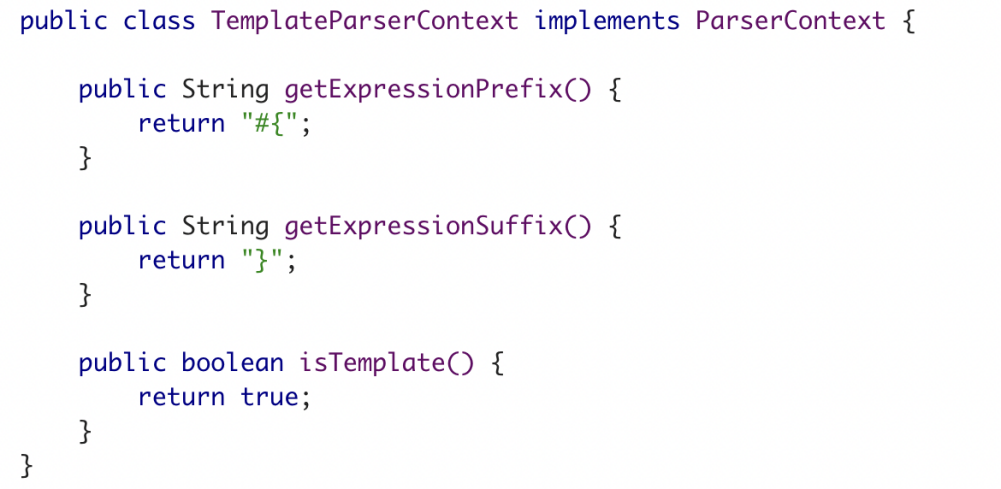 public class TemplateParserContext implements ParserContext {
public String getExpressionPrefix() {
return "#{";
}
public String getExpressionSuffix() {
return "}";
}
public boolean isTemplate() {
return true;
}
}